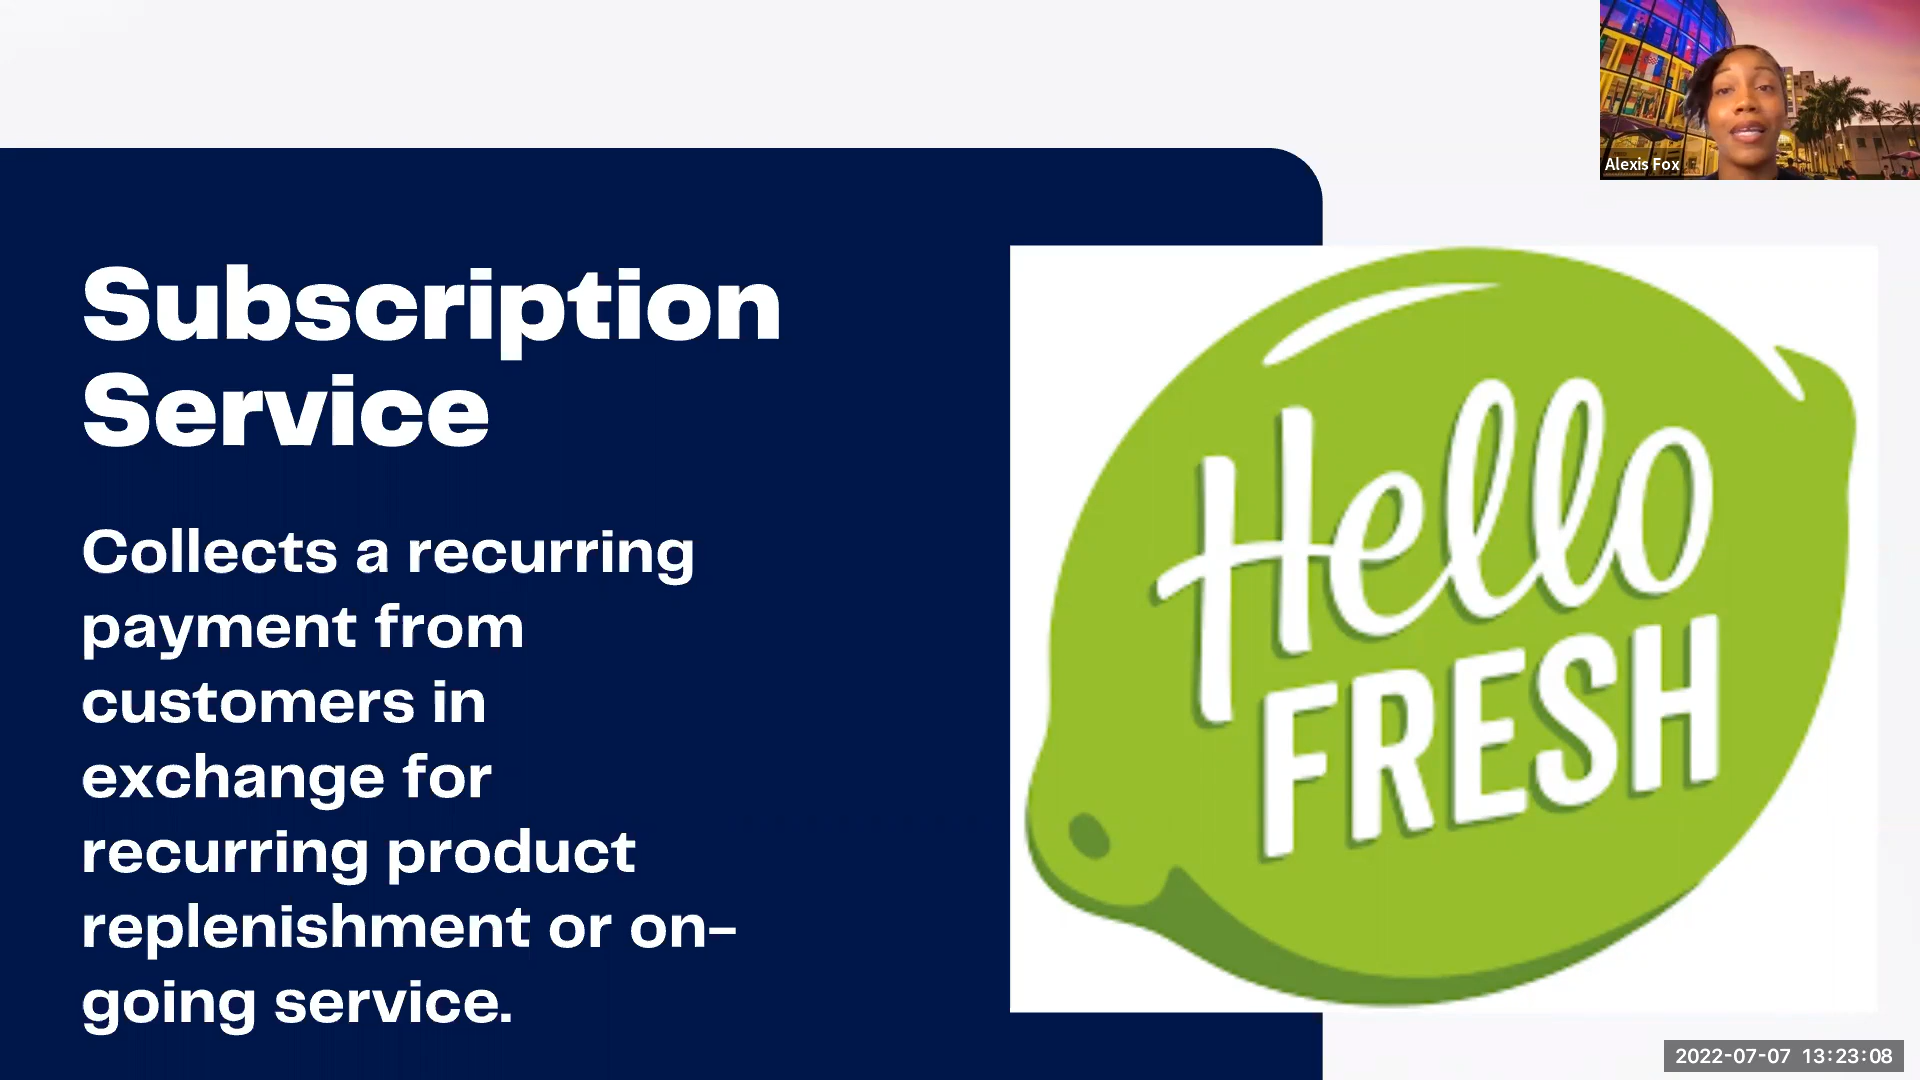 Alexis Fox
Subscription
Service
Collects a recurring
payment from
customers in
exchange for
recurring product
replenishment or on-
going service.
Hello
FRESH
2022-07-07 13:23:08